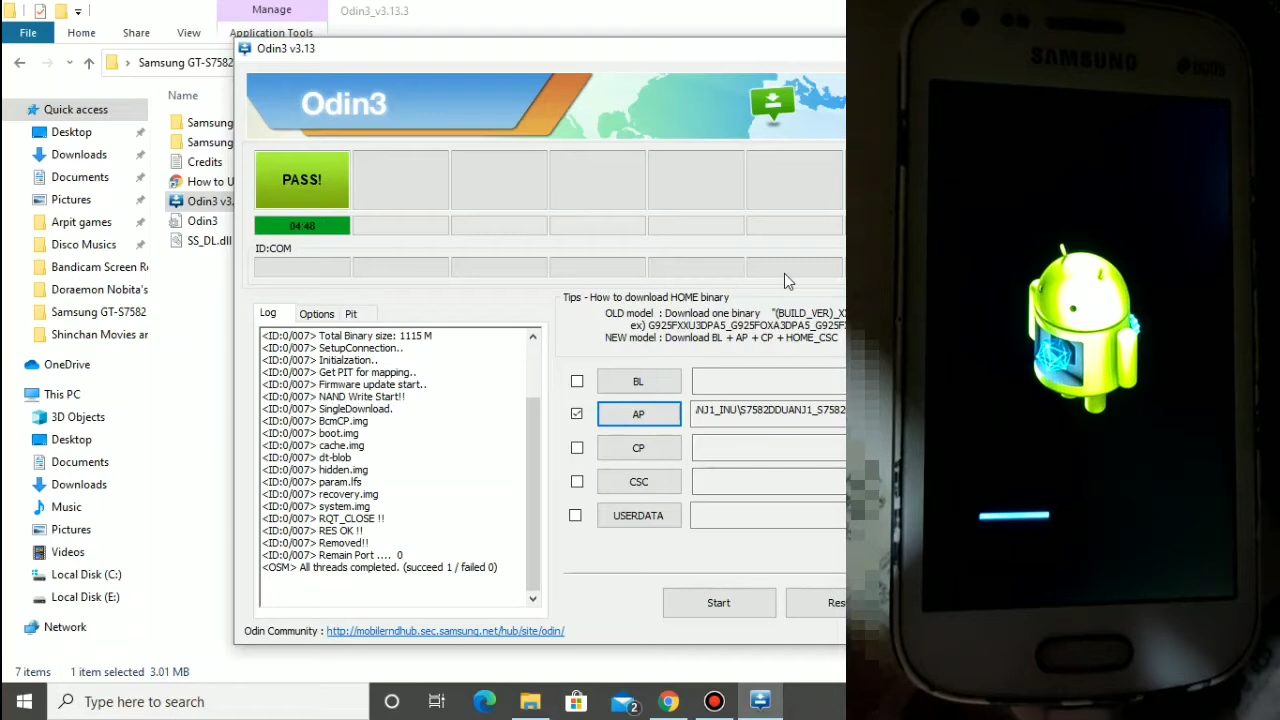 Manage
Odin3_v3.13.3
File
Home
Share
View
Application Tools
Samsung GT-S7582
Odin3 v3.13
Quick access
Desktop
Downloads
Documents
Pictures
Arpit games
Disco Musics
Bandicam Screen Re
Doraemon Nobita's
Samsung GT-S7582
Shinchan Movies an
OneDrive
This PC
3D Objects
Desktop
Documents
Downloads
Music
Pictures
Videos
Local Disk (C:)
Local Disk (E:)
Network
Name
Samsung
Samsung
Credits
How to U
Odin3 v3.
Odin3
SS_DL.dll
Odin3
PASS!
04:48
ID:COM
Log
Options
Pit
<ID:0/007> Total Binary size: 1115 M
<ID:0/007> SetupConnection..
<ID:0/007> Initialzation..
<ID:0/007> Get PIT for mapping..
<ID:0/007> Firmware update start..
<ID:0/007> NAND Write Start!!
<ID:0/007> SingleDownload.
<ID:0/007> BcmCP.img
<ID:0/007> boot.img
<ID:0/007> cache.img
<ID:0/007> dt-blob
<ID:0/007> hidden.img
<ID:0/007> param.lfs
<ID:0/007> recovery.img
<ID:0/007> system.img
<ID:0/007> RQT_CLOSE !!
<ID:0/007> RES OK !!
<ID:0/007> Removed!!
<ID:0/007> Remain Port .... 0
<OSM> All threads completed. (succeed 1 / failed 0)
Tips - How to download HOME binary
OLD model : Download one binary "(BUILD_VER)_X
ex) G925FXXU3DPA5_G925FOXA3DPA5_G925F
NEW model : Download BL + AP + CP + HOME_CSC
BL
AP
\NJ1_INU\S7582DDUANJ1_S7582
CP
CSC
USERDATA
Start
Res
Odin Community : http://mobilerndhub.sec.samsung.net/hub/site/odin/
7 items
1 item selected 3.01 MB
Type here to search
2
SAMSUNG
DUOS